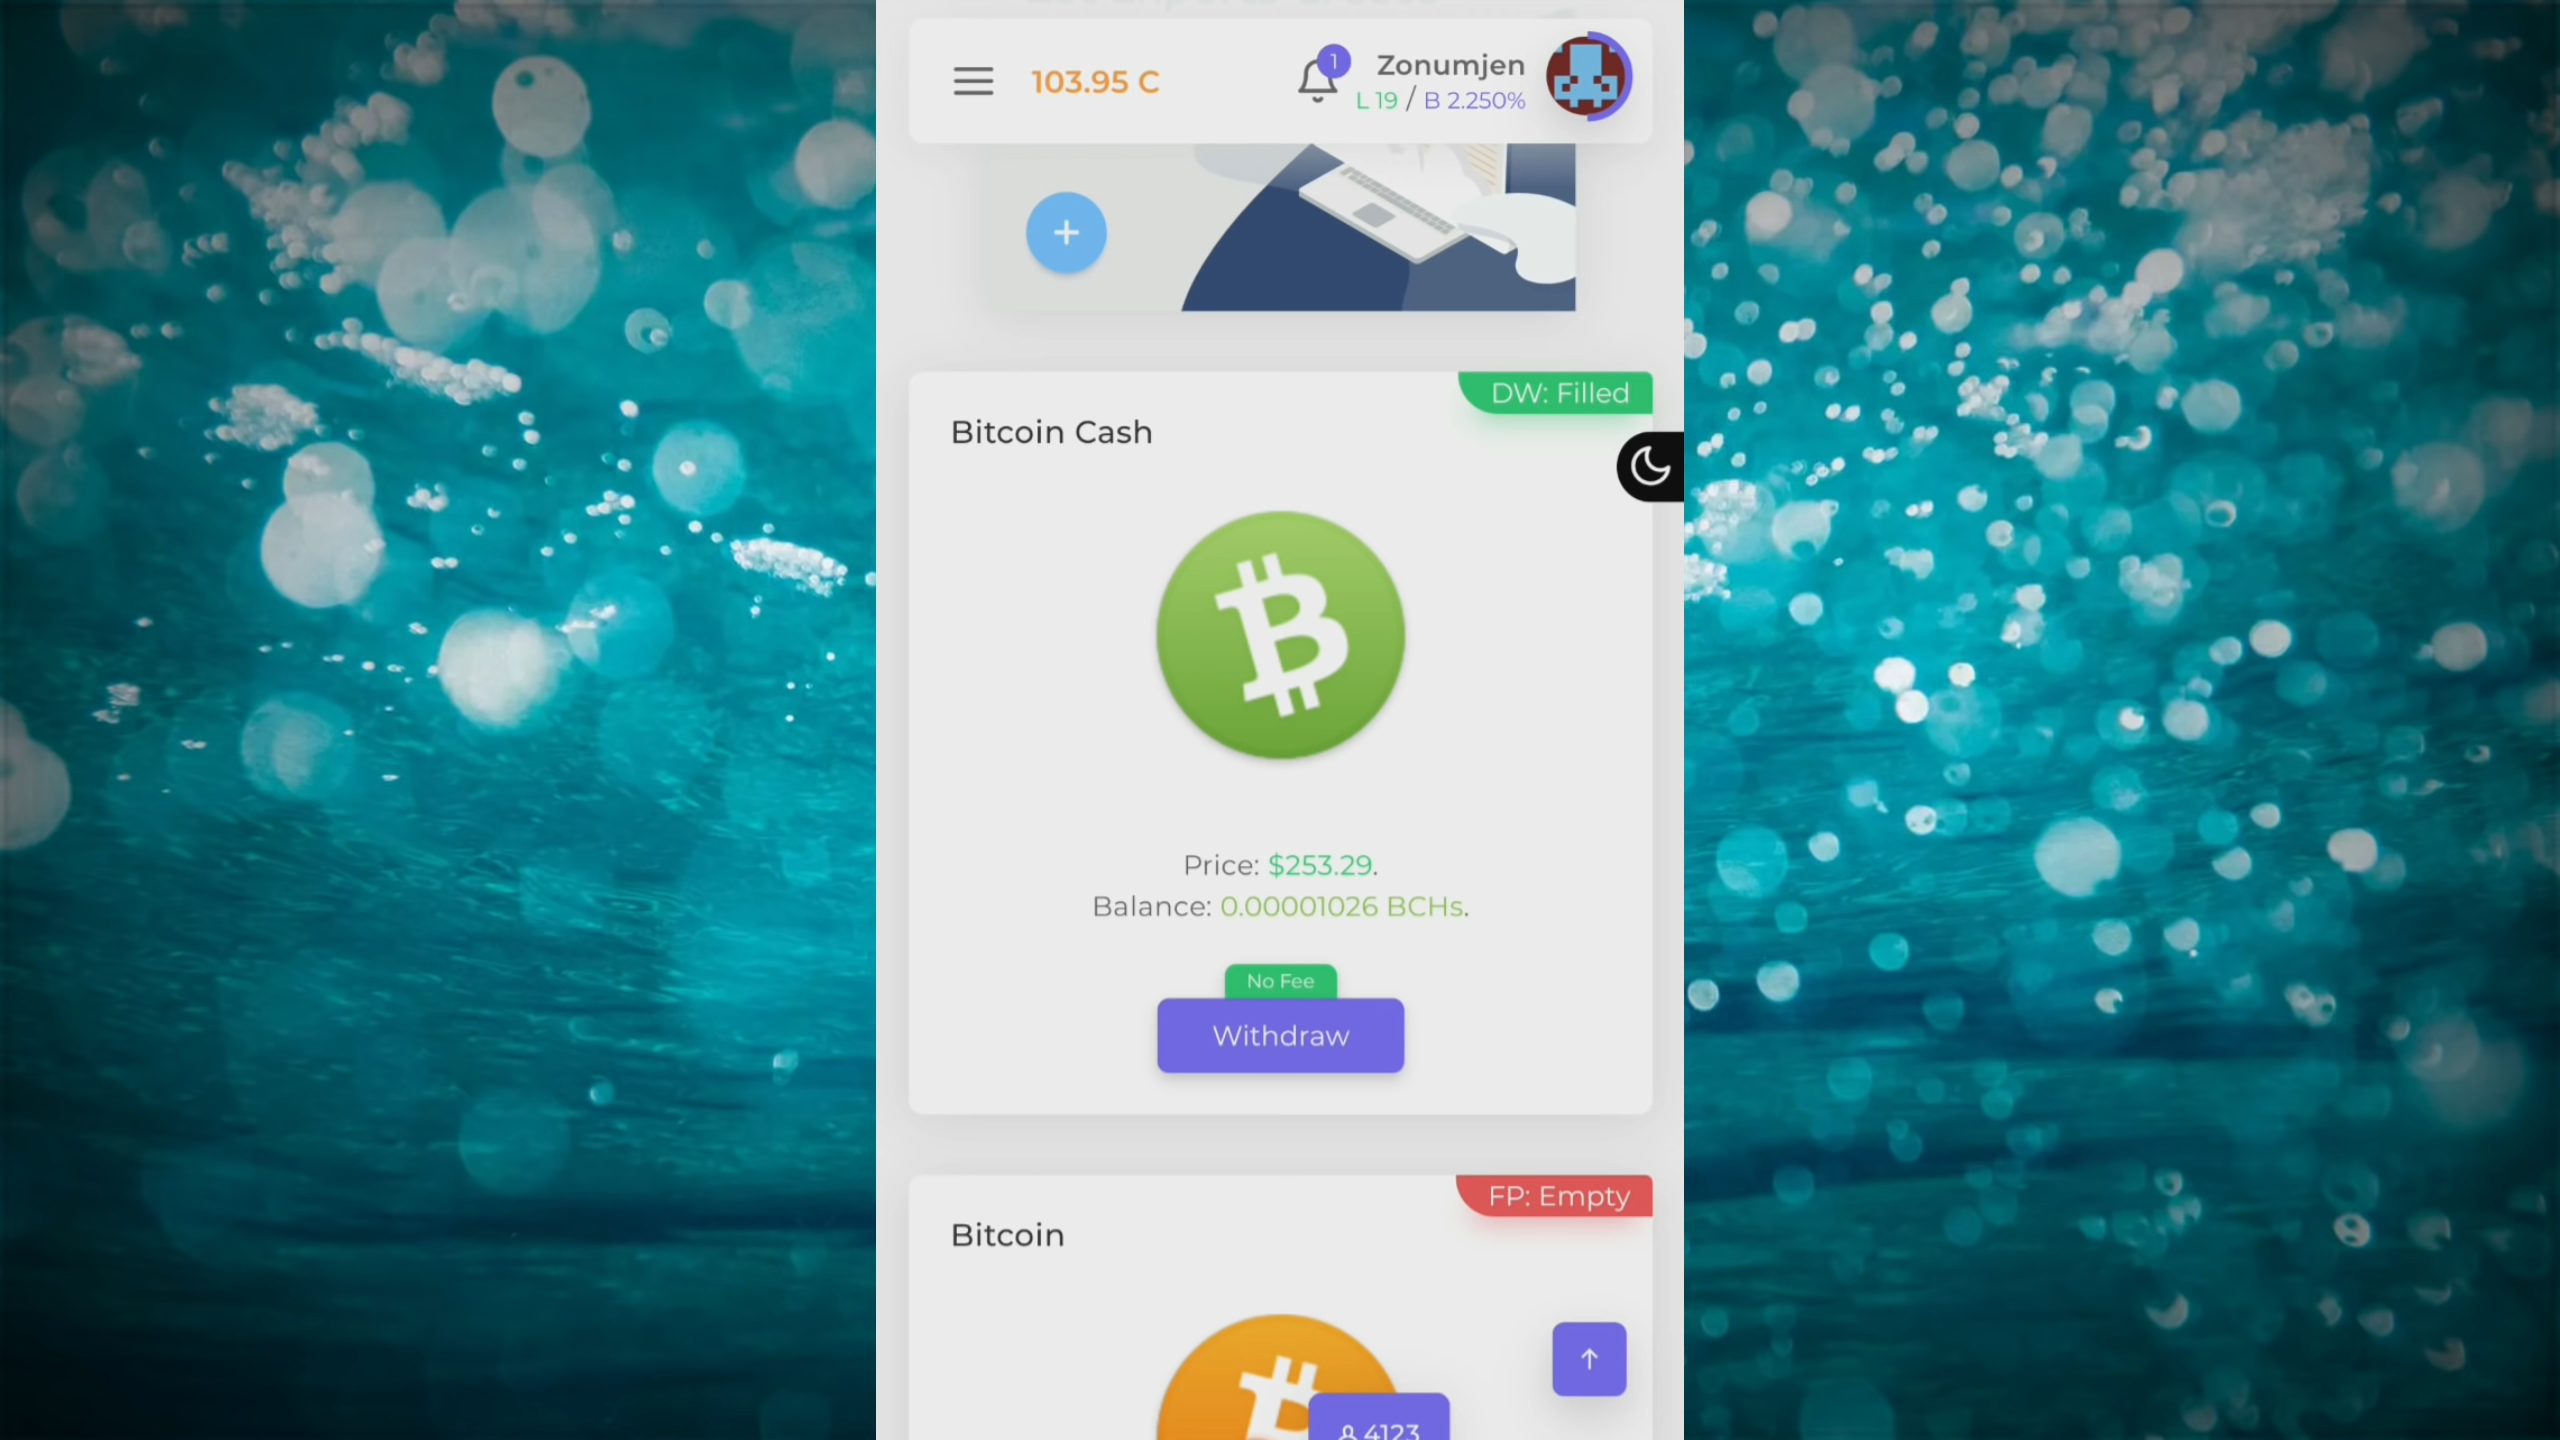 103.95 C
1
Zonumjen
L 19 / B 2.250%
DW: Filled
Bitcoin Cash
Price: $253.29.
Balance: 0.00001026 BCHs.
No Fee
Withdraw
FP: Empty
Bitcoin
4123